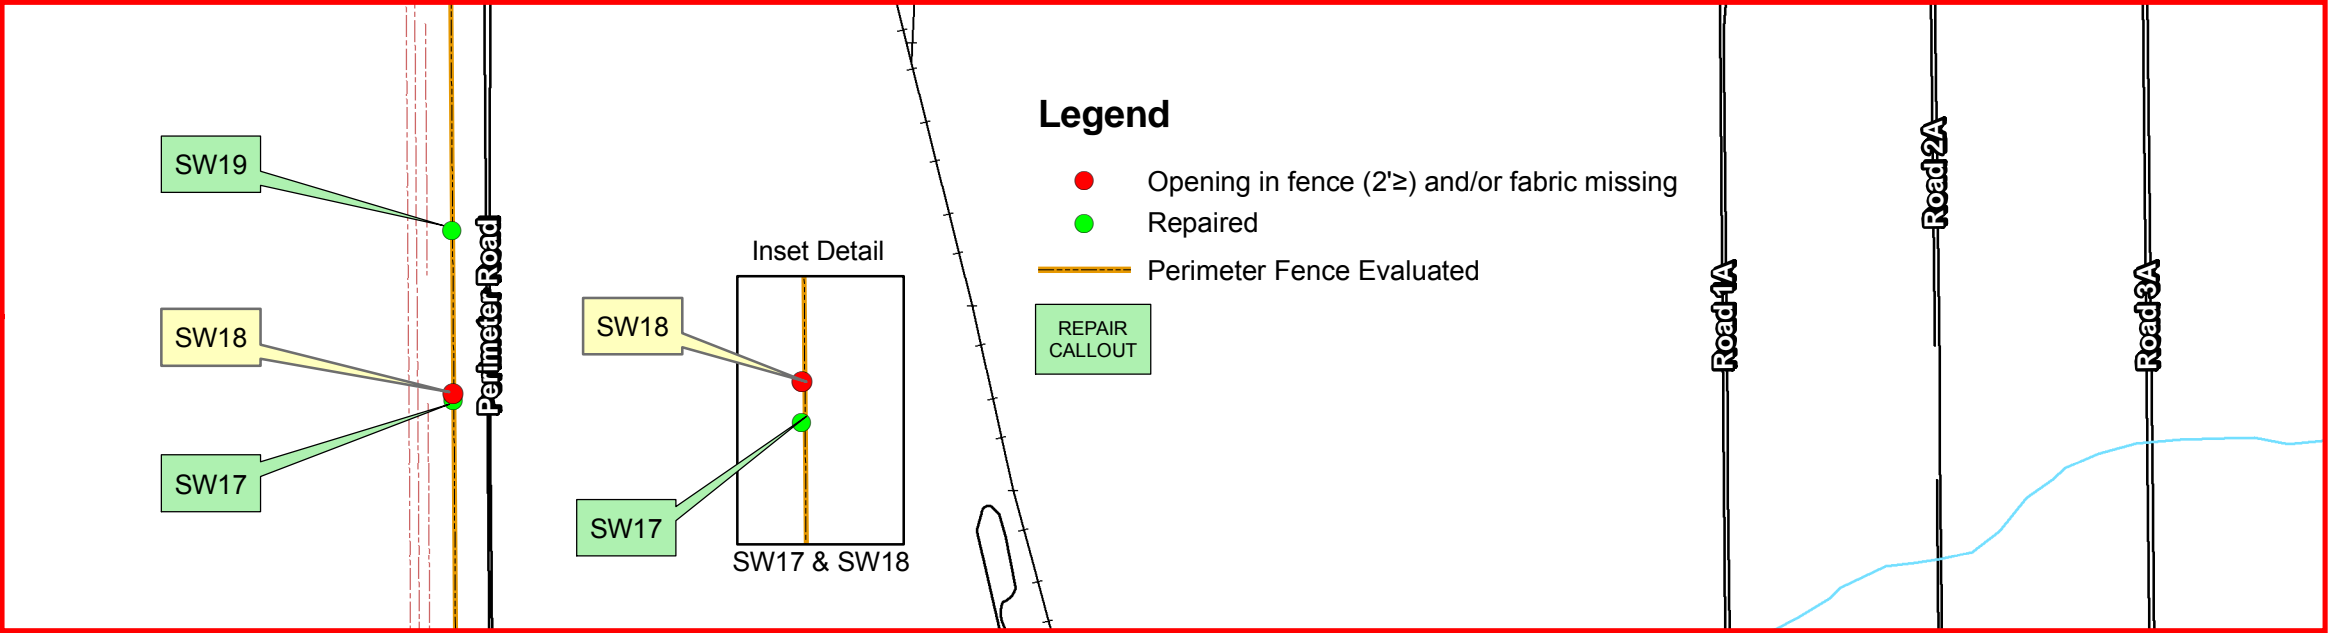 SW19
SW18
SW17
Perimeter Road
Inset Detail
SW18
SW17
SW17 & SW18
Legend
Opening in fence (2'≥) and/or fabric missing
Repaired
Perimeter Fence Evaluated
REPAIR
CALLOUT
Road 1A
Road 2A
Road 3A